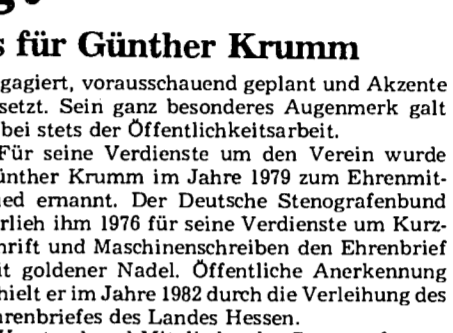 s für Günther Krumm
gagiert, vorausschauend geplant und Akzente
setzt. Sein ganz besonderes Augenmerk galt
bei stets der Öffentlichkeitsarbeit.
Für seine Verdienste um den Verein wurde
ünther Krumm im Jahre 1979 zum Ehrenmit-
ed ernannt. Der Deutsche Stenografenbund
rlieh ihm 1976 für seine Verdienste um Kurz-
hrift und Maschinenschreiben den Ehrenbrief
it goldener Nadel. Öffentliche Anerkennung
hielt er im Jahre 1982 durch die Verleihung des
renbriefes des Landes Hessen.